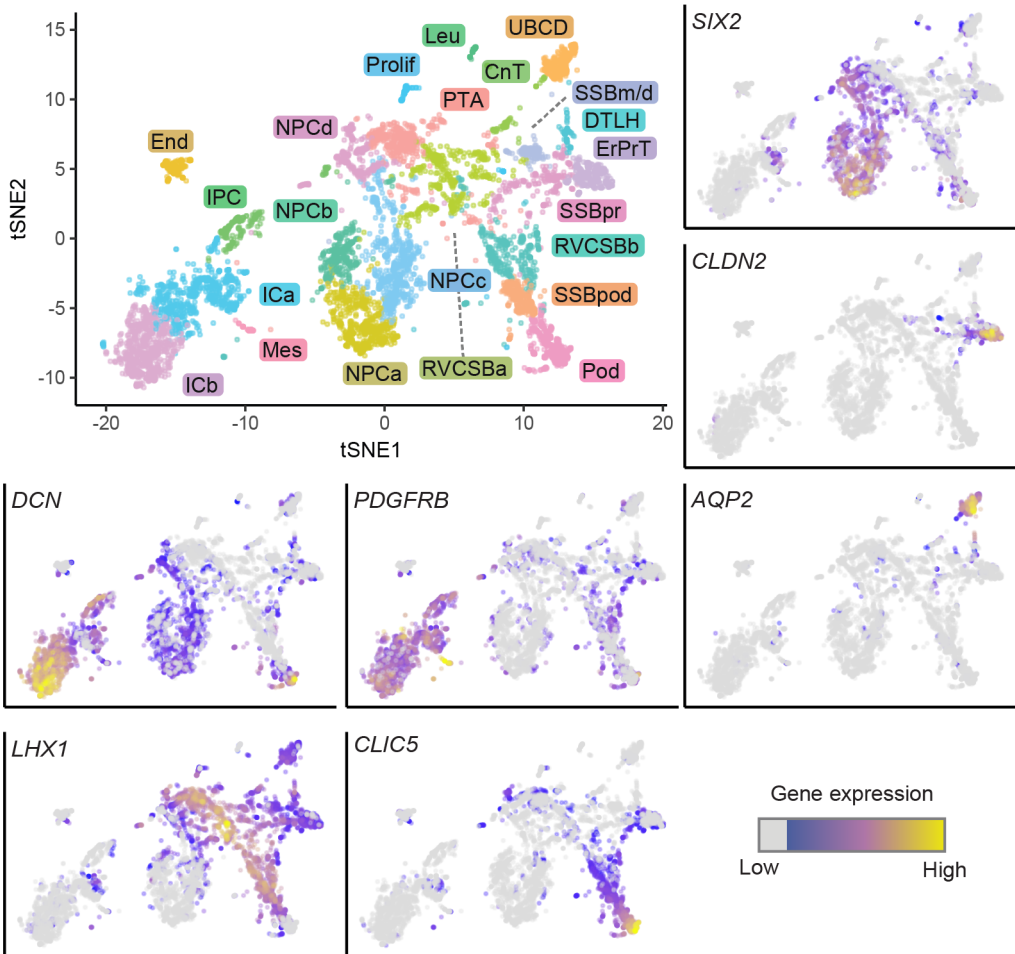 SIX2
15
10
5
0
-5
-10
tSNE2
Leu
UBCD
Prolif
CnT
PTA
SSBm/d
NPCd
DTLH
End
ErPrT
IPC
NPCb
SSBpr
RVCSBb
ICa
NPCc
SSBpod
Mes
NPCa
RVCSBa
Pod
ICb
-20
-10
0
10
20
tSNE1
CLDN2
DCN
PDGFRB
AQP2
LHX1
CLIC5
Gene expression
Low
High